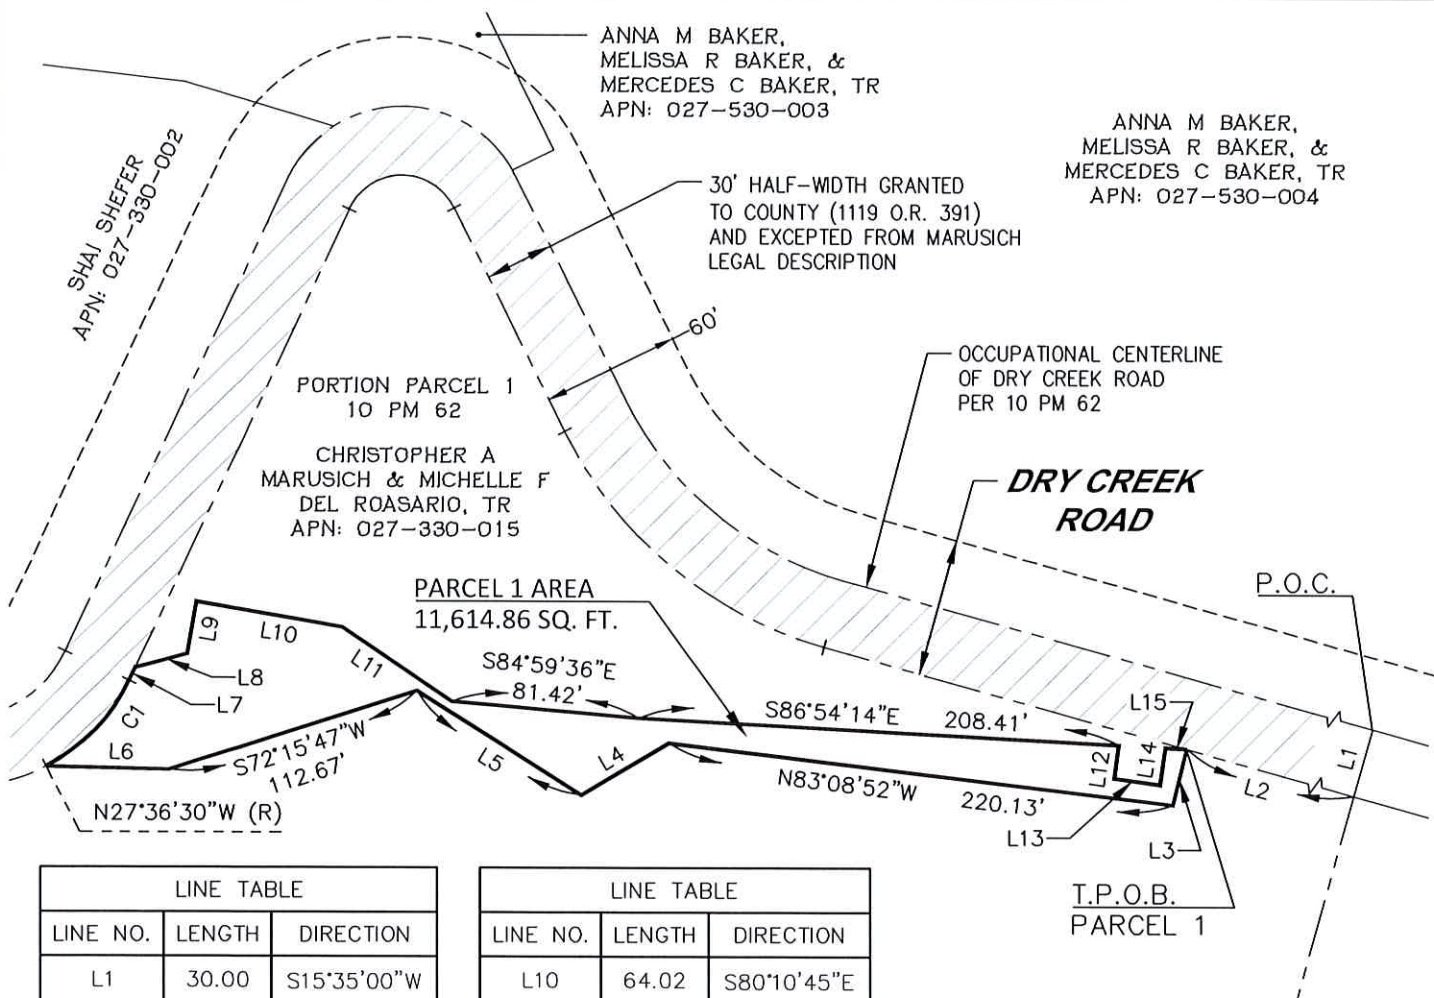 ANNA M BAKER,
MELISSA R BAKER, &
MERCEDES C BAKER, TR
APN: 027-530-003
ANNA M BAKER,
MELISSA R BAKER, &
MERCEDES C BAKER, TR
APN: 027-530-004
SHAI SHEFER
APN: 027-330-002
30' HALF-WIDTH GRANTED
TO COUNTY (1119 O.R. 391)
AND EXCEPTED FROM MARUSICH
LEGAL DESCRIPTION
60'
OCCUPATIONAL CENTERLINE
OF DRY CREEK ROAD
PER 10 PM 62
PORTION PARCEL 1
10 PM 62
CHRISTOPHER A
MARUSICH & MICHELLE F
DEL ROASARIO, TR
APN: 027-330-015
DRY CREEK
ROAD
PARCEL 1 AREA
11,614.86 SQ. FT.
P.O.C.
L9
L10
L11
L8
L7
C1
L6
S84°59'36"E
81.42'
S86°54'14"E 208.41'
L15
L12
L14
L1
L2
S72°15'47"W
112.67'
L5
L4
N83°08'52"W
220.13'
L13
L3
N27°36'30"W (R)
T.P.O.B.
PARCEL 1
LINE TABLE
LINE NO. LENGTH DIRECTION
L1 30.00 S15°35'00"W
LINE TABLE
LINE NO. LENGTH DIRECTION
L10 64.02 S80°10'45"E